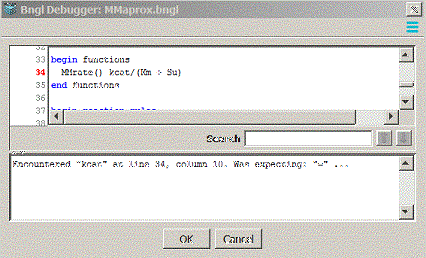 Bngl Debugger: MMaprox.bngl
32
33 begin functions
34 MMrate() kcat/(Km + Su)
35 end functions
36
37 begin reaction rules
38
Search
Encountered "kcat" at line 34, column 10. Was expecting: "=" ...
OK Cancel